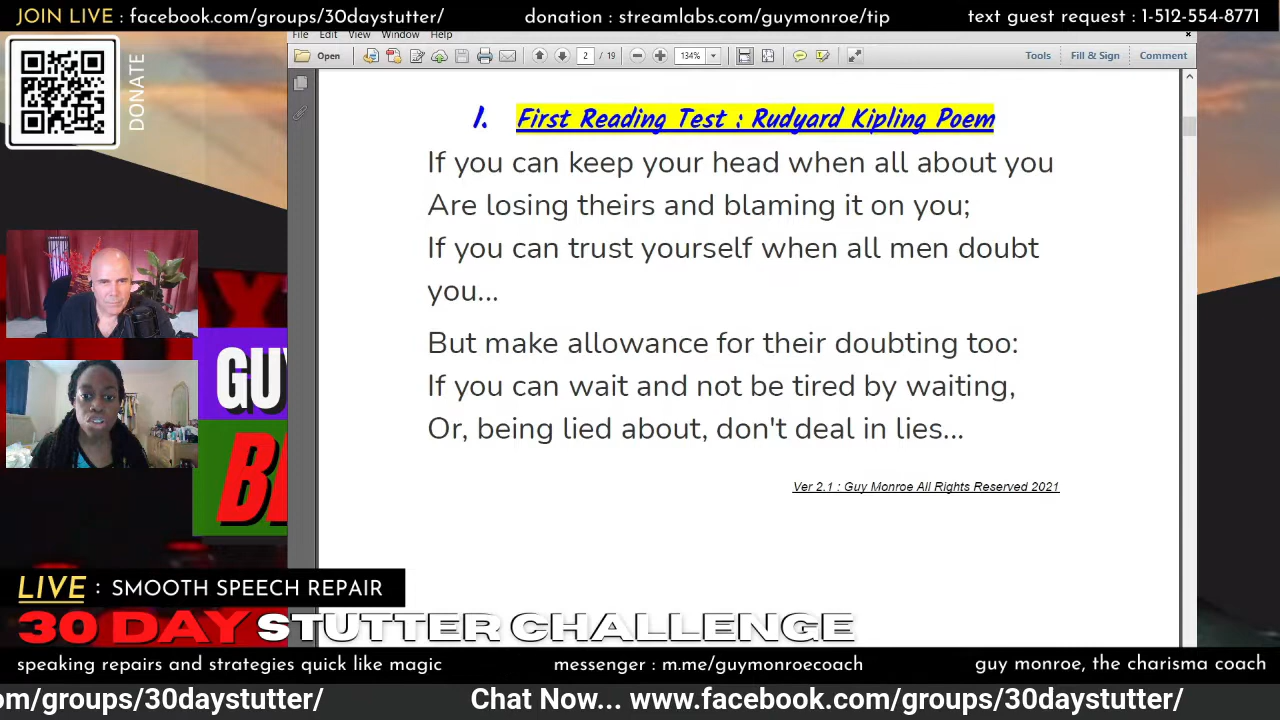 JOIN LIVE : facebook.com/groups/30daystutter/ donation : streamlabs.com/guymonroe/tip text guest request : 1-512-554-8771
File Edit View Window Help
Open 2 / 19 134% Tools Fill & Sign Comment
DONATE
1. First Reading Test : Rudyard Kipling Poem
If you can keep your head when all about you
Are losing theirs and blaming it on you;
If you can trust yourself when all men doubt
you...
But make allowance for their doubting too:
If you can wait and not be tired by waiting,
Or, being lied about, don't deal in lies...
Ver 2.1 : Guy Monroe All Rights Reserved 2021
GU
B
LIVE : SMOOTH SPEECH REPAIR
30 DAY STUTTER CHALLENGE
speaking repairs and strategies quick like magic messenger : m.me/guymonroecoach guy monroe, the charisma coach
om/groups/30daystutter/ Chat Now... www.facebook.com/groups/30daystutter/